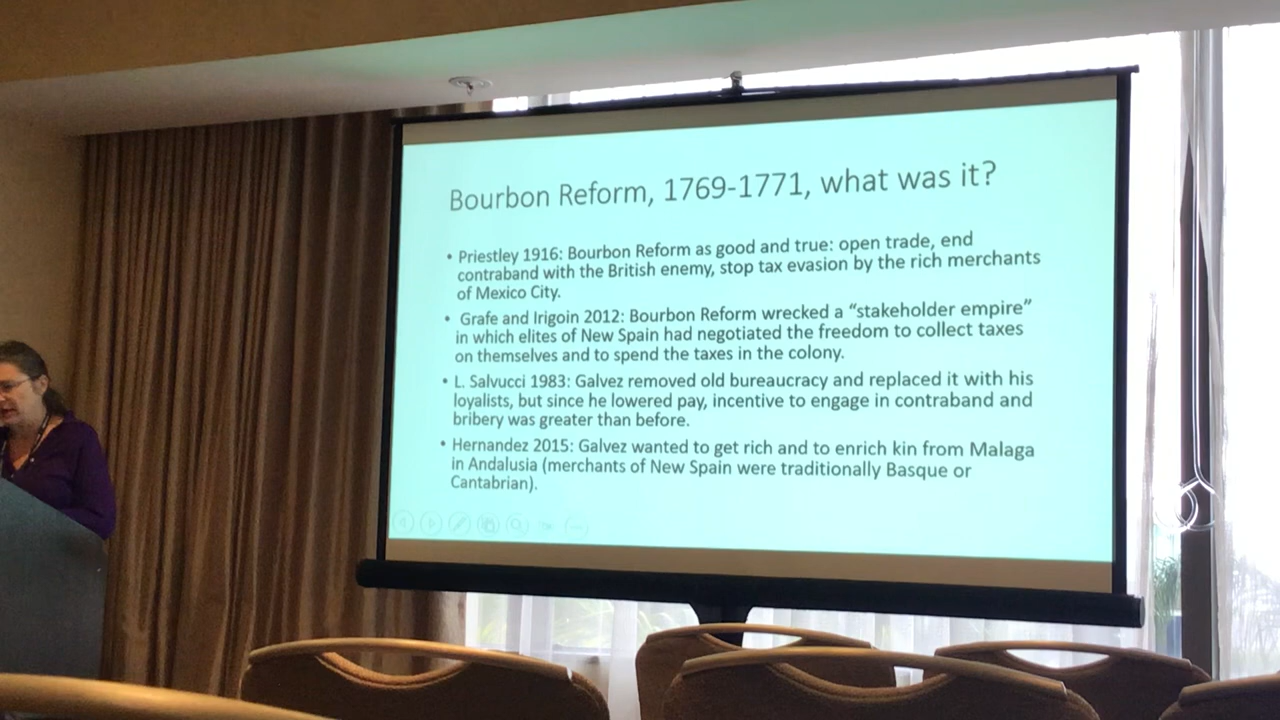 Bourbon Reform, 1769-1771, what was it?
• Priestley 1916: Bourbon Reform as good and true: open trade, end
contraband with the British enemy, stop tax evasion by the rich merchants
of Mexico City.
• Grafe and Irigoin 2012: Bourbon Reform wrecked a “stakeholder empire”
in which elites of New Spain had negotiated the freedom to collect taxes
on themselves and to spend the taxes in the colony.
• L. Salvucci 1983: Galvez removed old bureaucracy and replaced it with his
loyalists, but since he lowered pay, incentive to engage in contraband and
bribery was greater than before.
• Hernandez 2015: Galvez wanted to get rich and to enrich kin from Malaga
in Andalusia (merchants of New Spain were traditionally Basque or
Cantabrian).